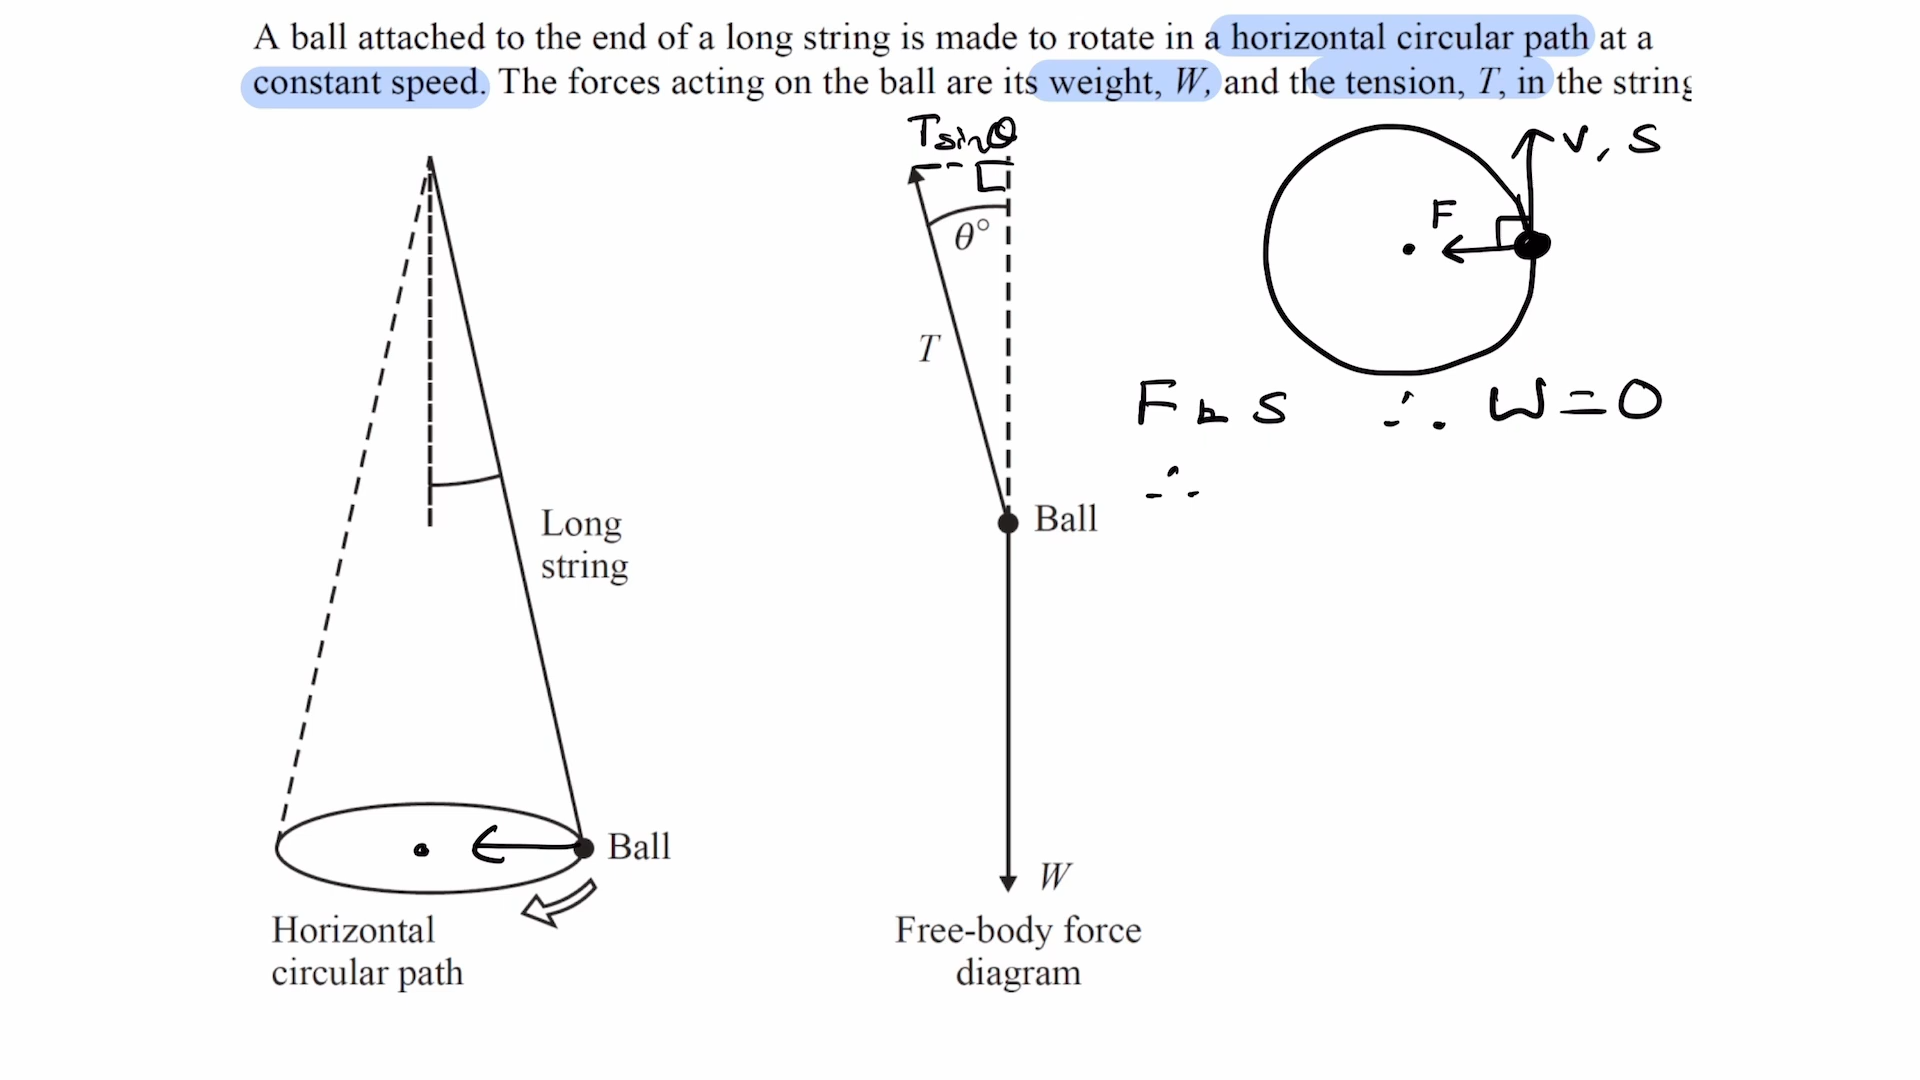 A ball attached to the end of a long string is made to rotate in a horizontal circular path at a
constant speed. The forces acting on the ball are its weight, W, and the tension, T, in the string
Tsinθ
θ°
T
Ball
W
Free-body force
diagram
Long
string
Ball
Horizontal
circular path
v, s
F
F ⊥ s ∴ W=0
∴